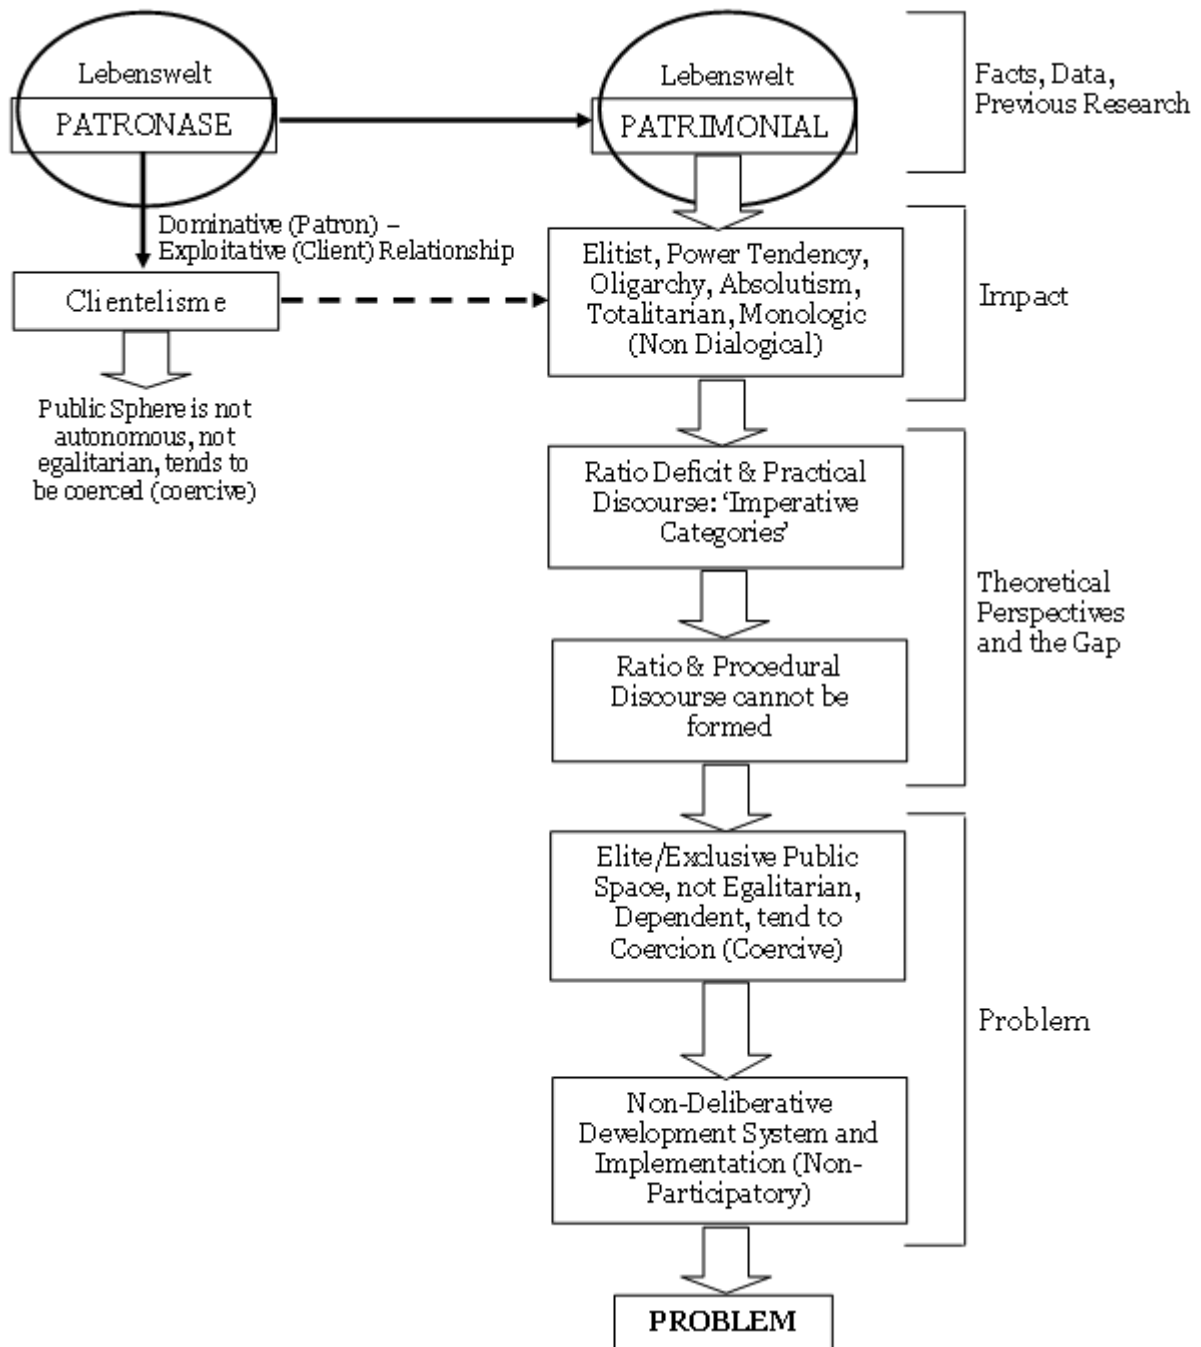 Lebenswelt
PATRONASE
Lebenswelt
PATRIMONIAL
Facts, Data,
Previous Research
Dominative (Patron) –
Exploitative (Client) Relationship
Clientelisme
Public Sphere is not
autonomous, not
egalitarian, tends to
be coerced (coercive)
Elitist, Power Tendency,
Oligarchy, Absolutism,
Totalitarian, Monologic
(Non Dialogical)
Impact
Ratio Deficit & Practical
Discourse: ‘Imperative
Categories’
Ratio & Procedural
Discourse cannot be
formed
Theoretical
Perspectives
and the Gap
Elite/Exclusive Public
Space, not Egalitarian,
Dependent, tend to
Coercion (Coercive)
Non-Deliberative
Development System and
Implementation (Non-
Participatory)
Problem
PROBLEM